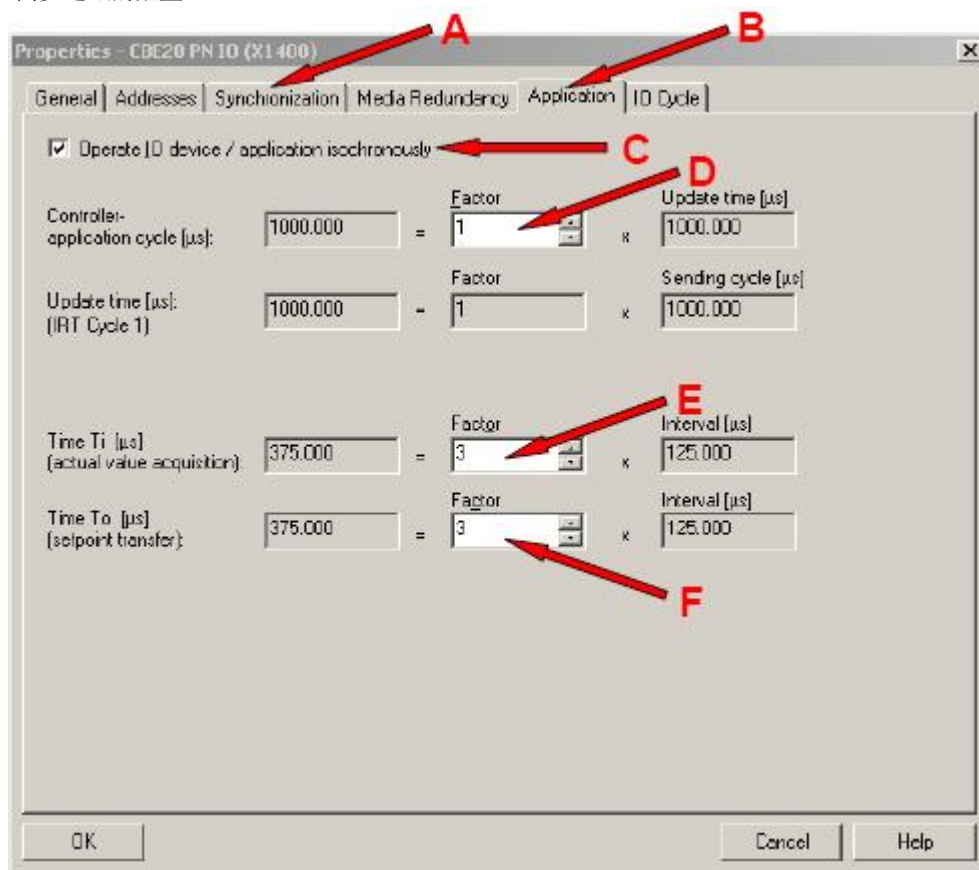 A
B
Properties - CBE20 PN IO (X1400)
General
Addresses
Synchronization
Media Redundancy
Application
IO Cycle
Operate IO device / application isochronously
C
D
Factor
Update time [µs]
Controller-
application cycle [µs]:
1000.000
=
1
x
1000.000
Factor
Sending cycle [µs]
Update time [µs]:
(IRT Cycle 1)
1000.000
=
1
x
1000.000
E
Factor
Interval [µs]
Time Ti [µs]
(actual value acquisition):
375.000
=
3
x
125.000
Factor
Interval [µs]
Time To [µs]
(setpoint transfer):
375.000
=
3
x
125.000
F
OK
Cancel
Help